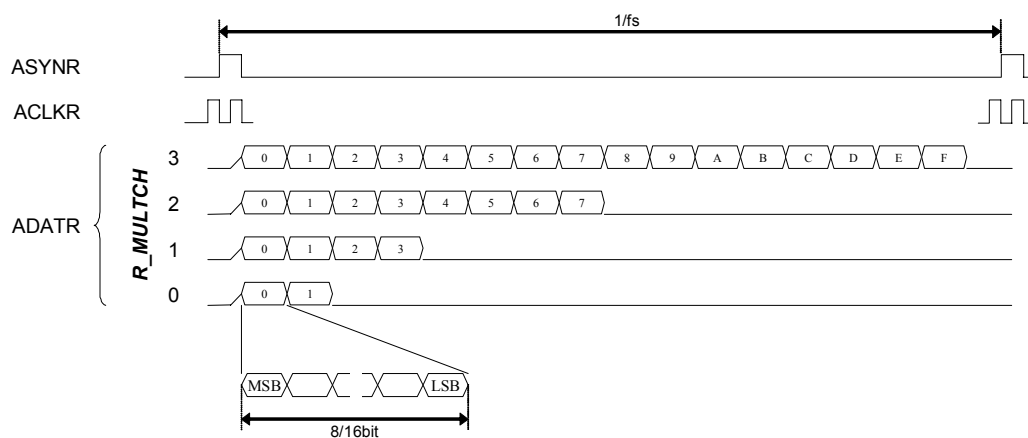 1/fs
ASYNR
ACLKR
ADATR
R_MULTCH
3 0 1 2 3 4 5 6 7 8 9 A B C D E F
2 0 1 2 3 4 5 6 7
1 0 1 2 3
0 0 1
MSB LSB
8/16bit